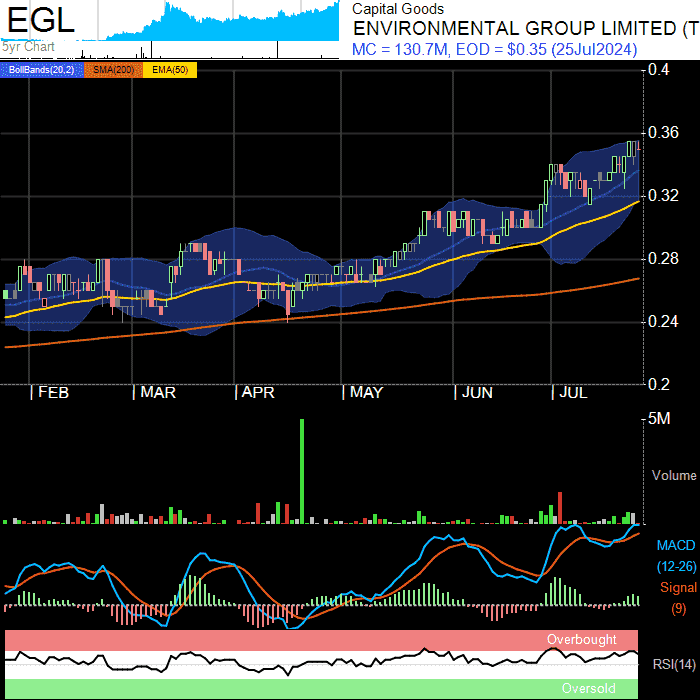 EGL
5yr Chart
Capital Goods
ENVIRONMENTAL GROUP LIMITED (T
MC = 130.7M, EOD = $0.35 (25Jul2024)
BollBands(20,2) SMA(200) EMA(50)
0.4
0.36
0.32
0.28
0.24
0.2
| FEB | MAR | APR | MAY | JUN | JUL
5M
Volume
MACD
(12-26)
Signal
(9)
Overbought
RSI(14)
Oversold